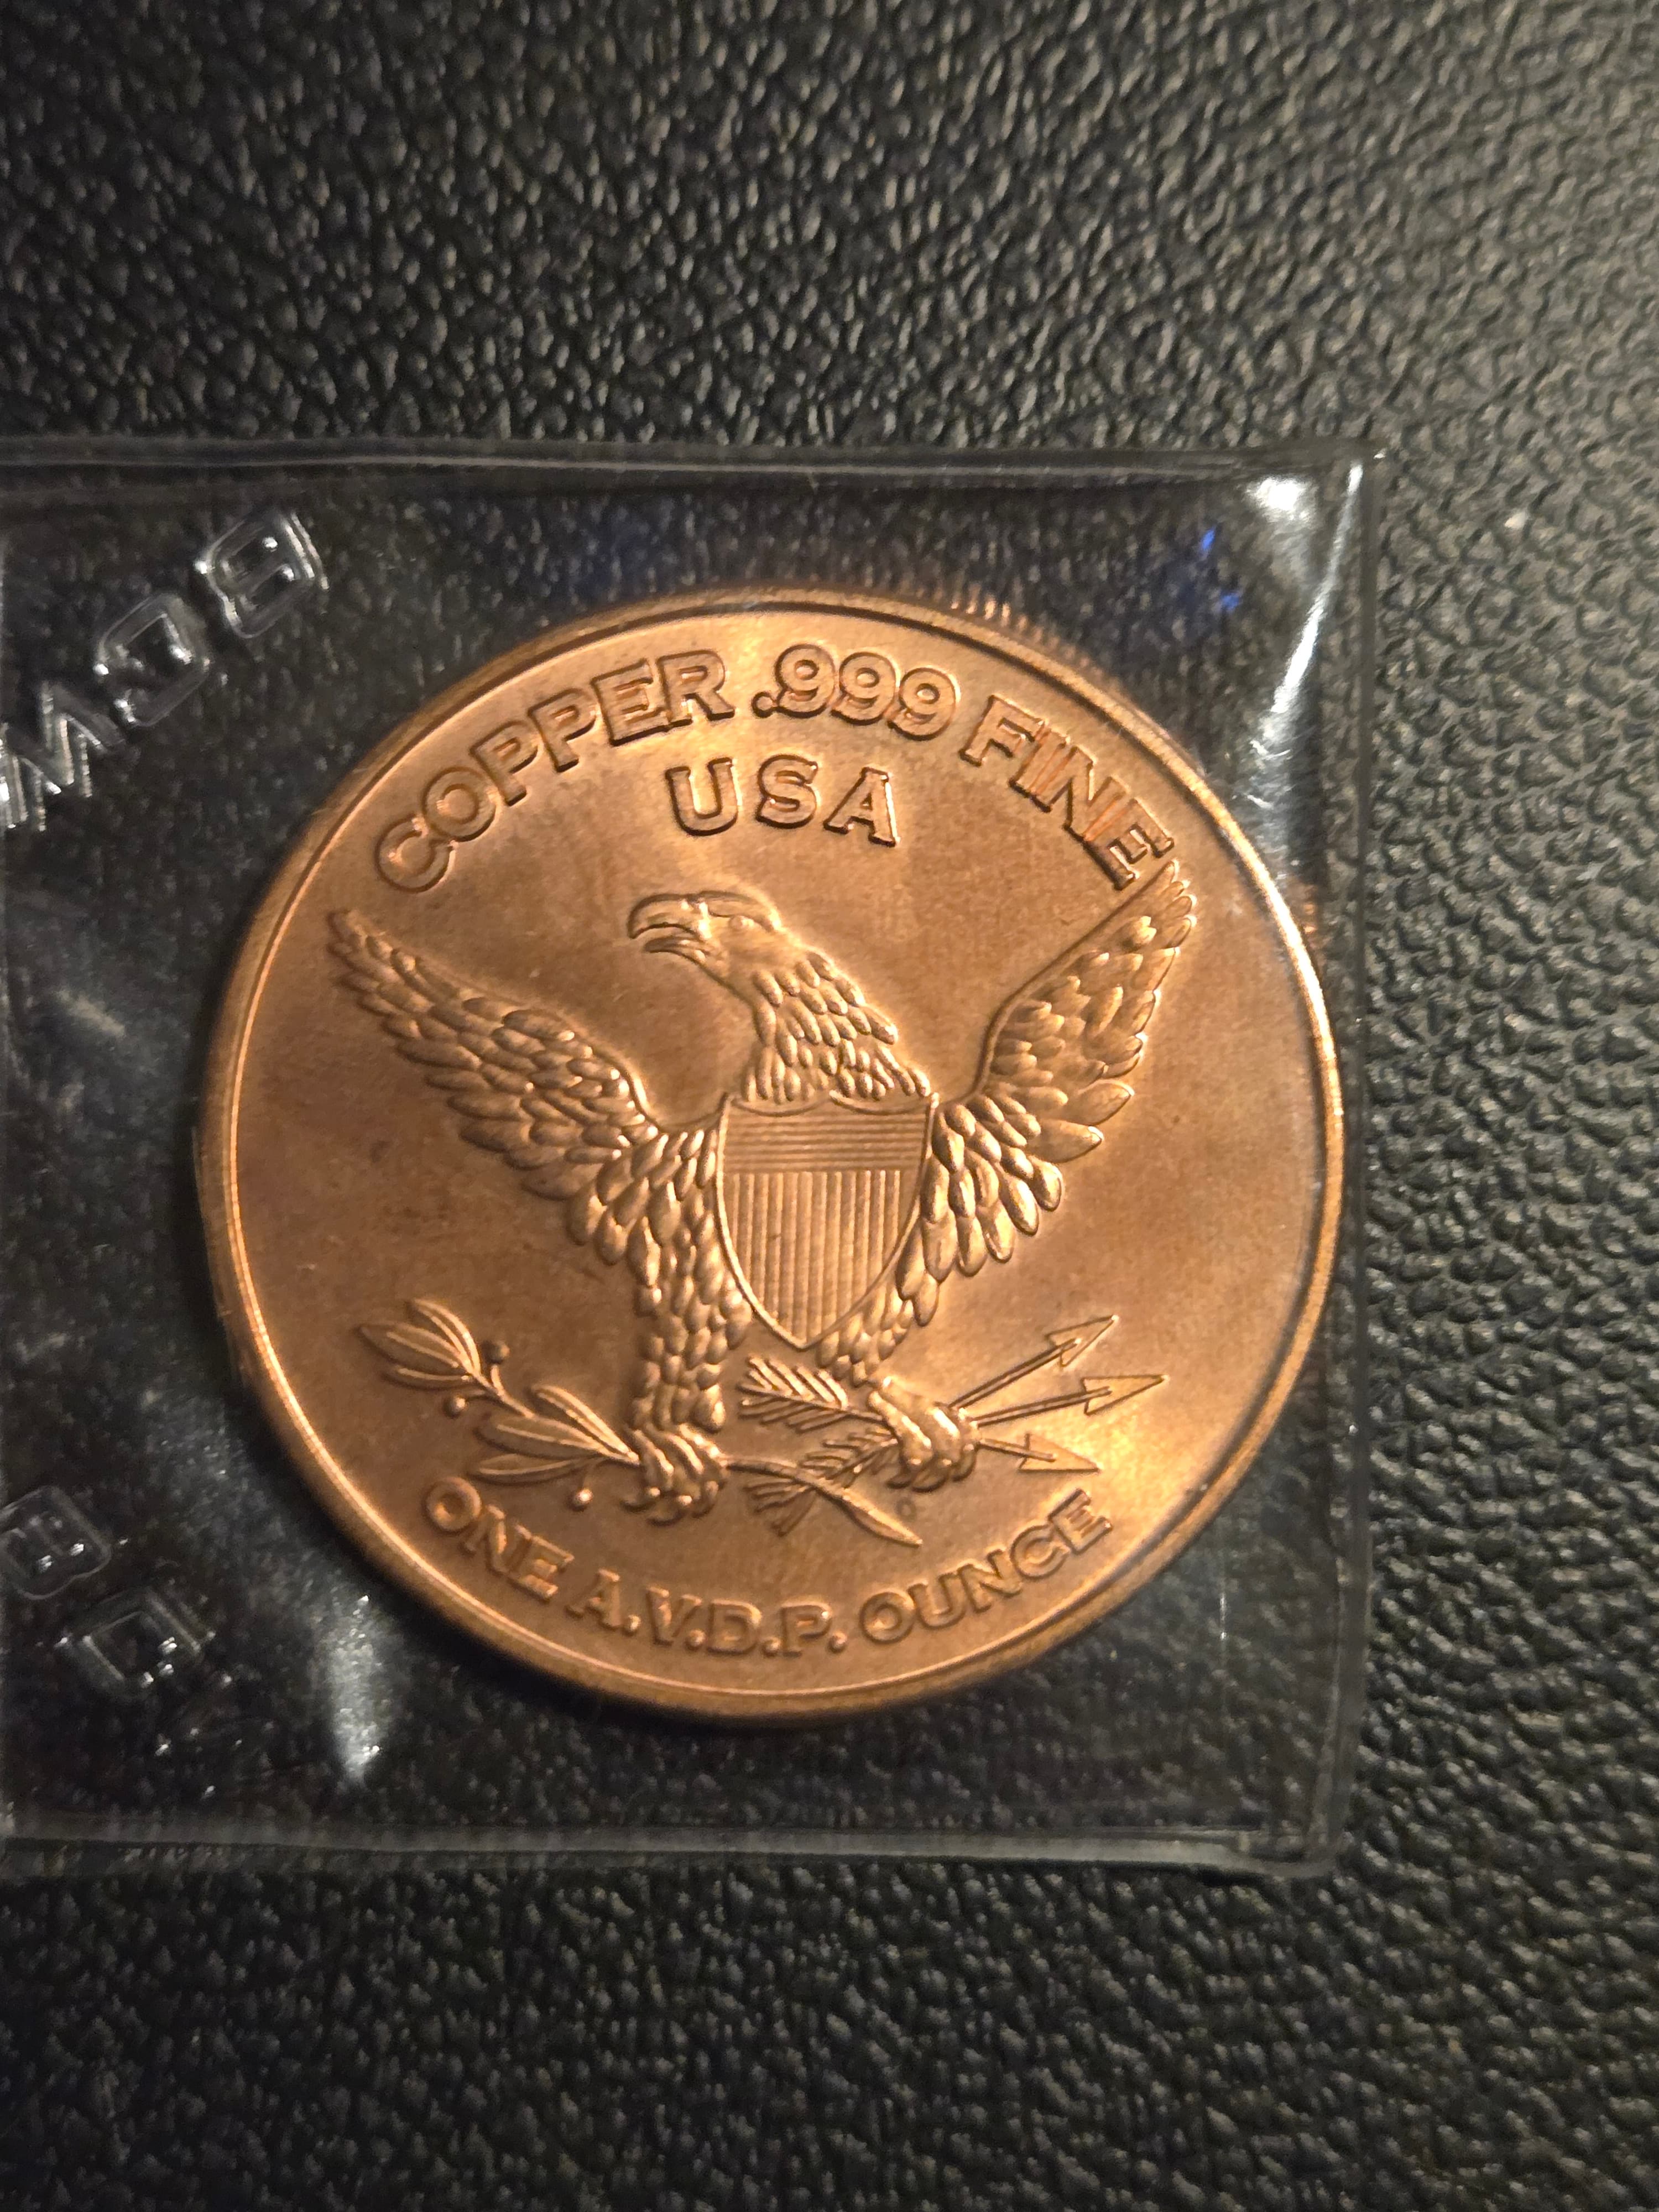 COPPER .999 FINE
USA
ONE A.V.D.P. OUNCE